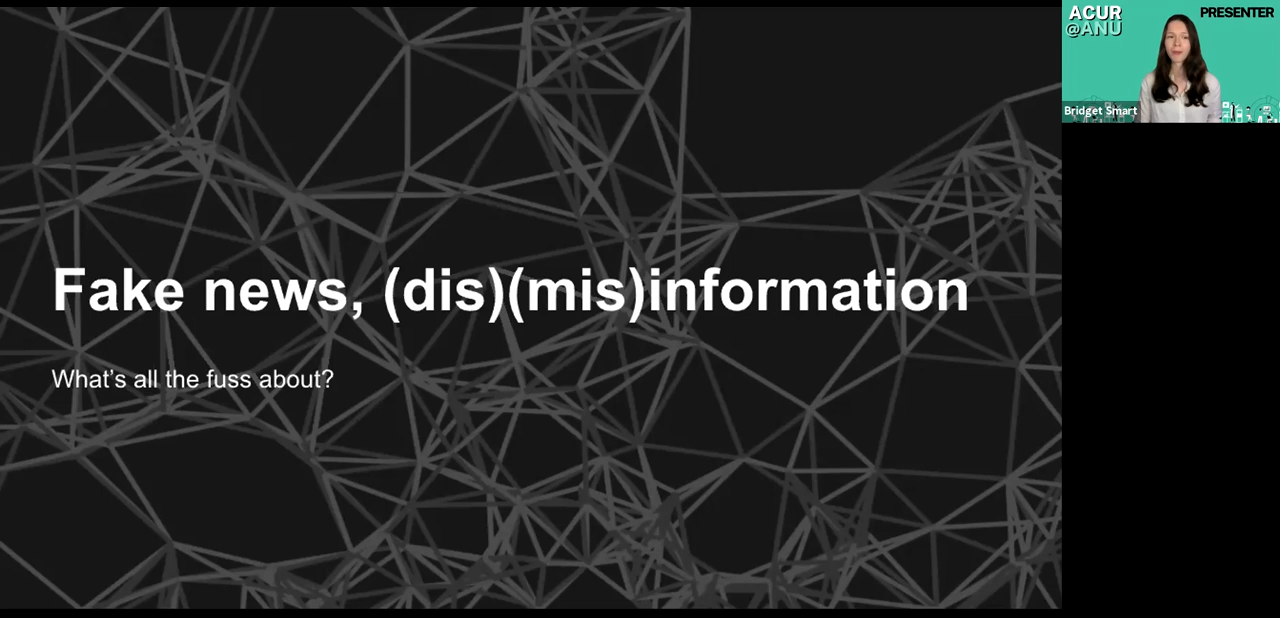 Fake news, (dis)(mis)information
What's all the fuss about?
ACUR
@ANU
PRESENTER
Bridget Smart